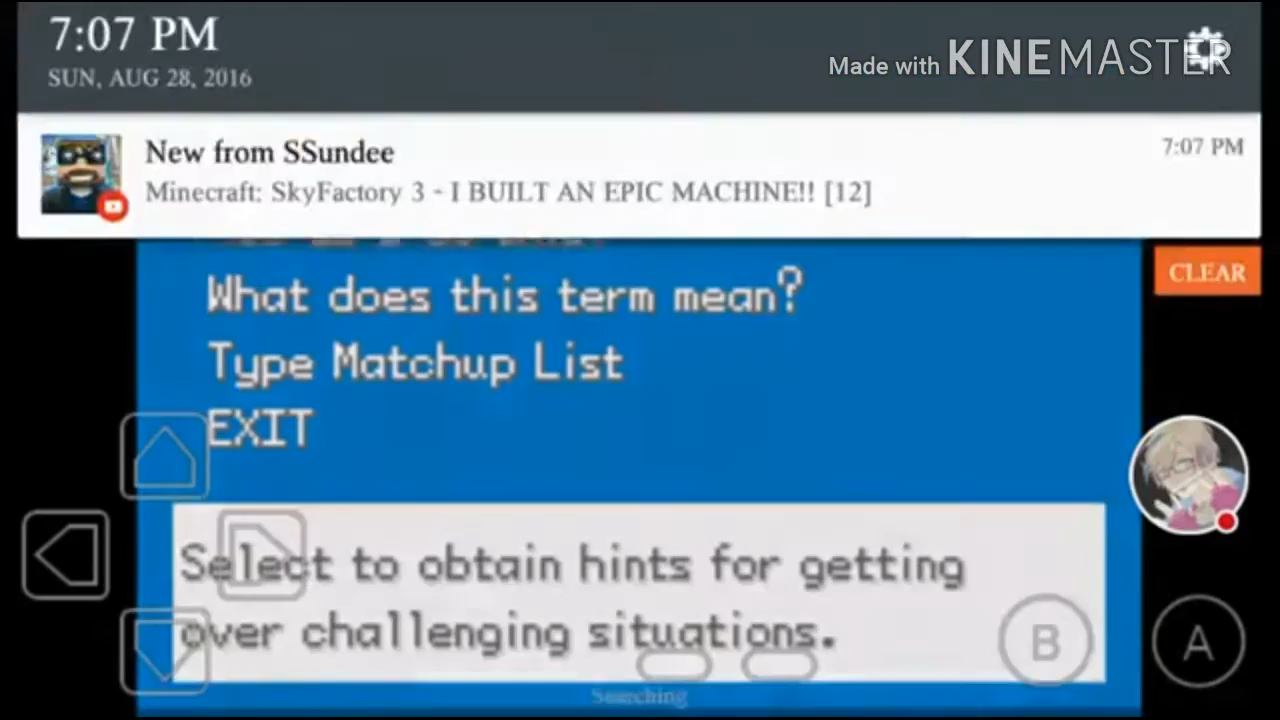 7:07 PM
SUN, AUG 28, 2016
Made with KINEMASTER
New from SSundee
7:07 PM
Minecraft: SkyFactory 3 - I BUILT AN EPIC MACHINE!! [12]
CLEAR
What does this term mean?
Type Matchup List
EXIT
Select to obtain hints for getting
over challenging situations.
B
A
Searching